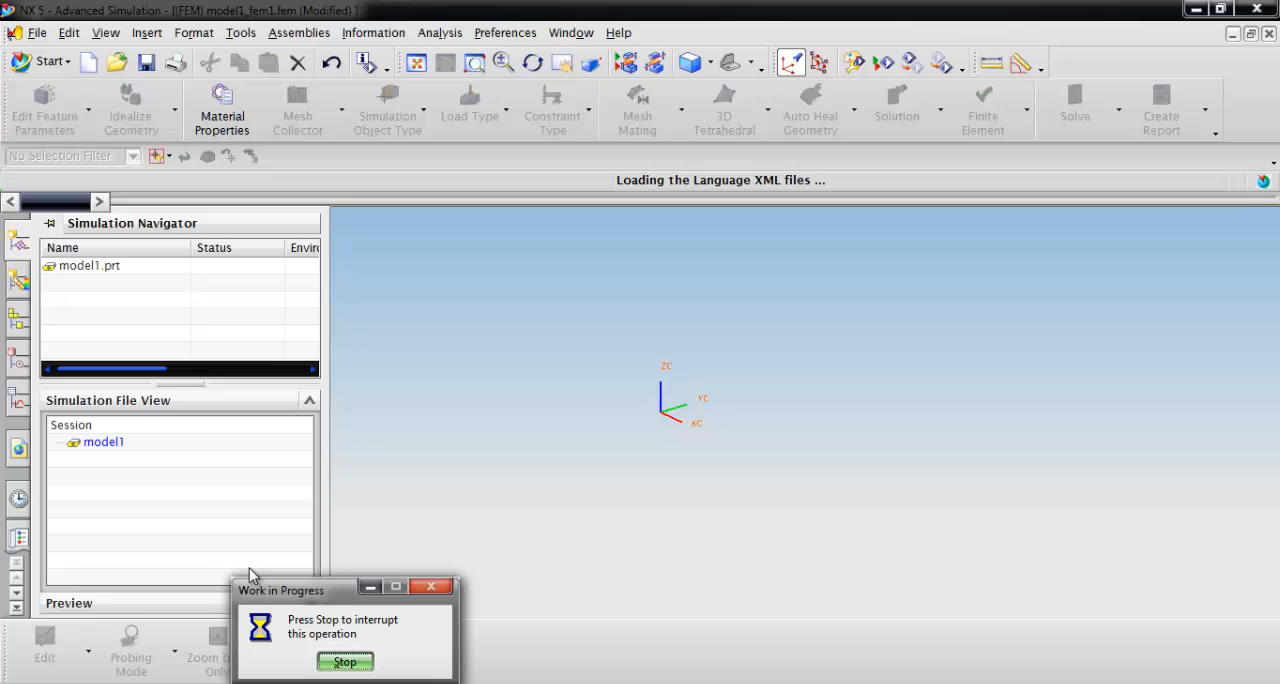 NX 5 - Advanced Simulation - [(FEM) model1_fem1.fem (Modified) ]
File Edit View Insert Format Tools Assemblies Information Analysis Preferences Window Help
Start
Edit Feature Parameters
Idealize Geometry
Material Properties
Mesh Collector
Simulation Object Type
Load Type
Constraint Type
Mesh Mating
3D Tetrahedral
Auto Heal Geometry
Solution
Finite Element
Solve
Create Report
No Selection Filter
Loading the Language XML files ...
Simulation Navigator
Name Status Envir
model1.prt
Simulation File View
Session
model1
Preview
ZC
YC
XC
Edit
Probing Mode
Zoom b
Only
Work in Progress
Press Stop to interrupt
this operation
Stop